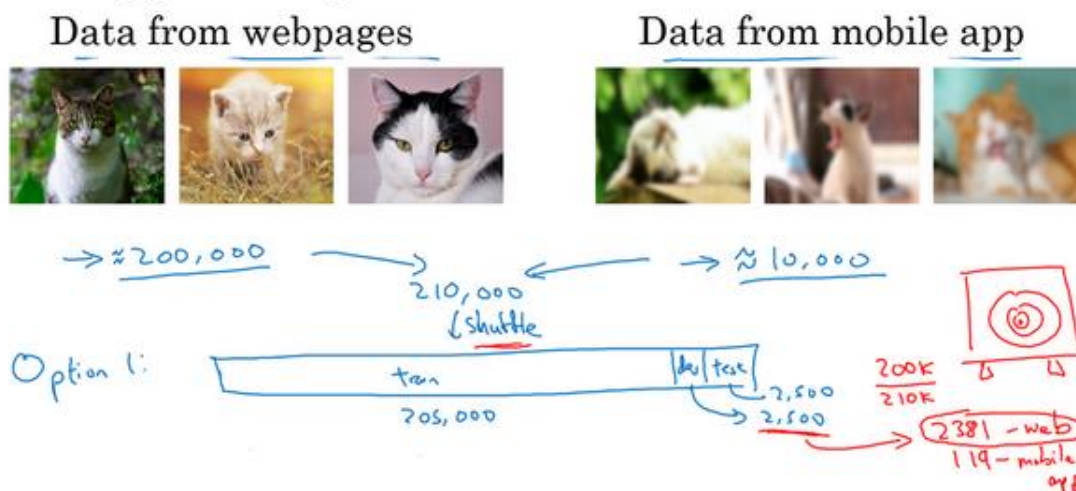 Data from webpages
Data from mobile app
→ ≈200,000
→ ≈ 10,000
210,000
↓ shuffle
Option 1:
train
dev
test
205,000
2,500
2,500
200K
210K
2381 - web
119 - mobile
app